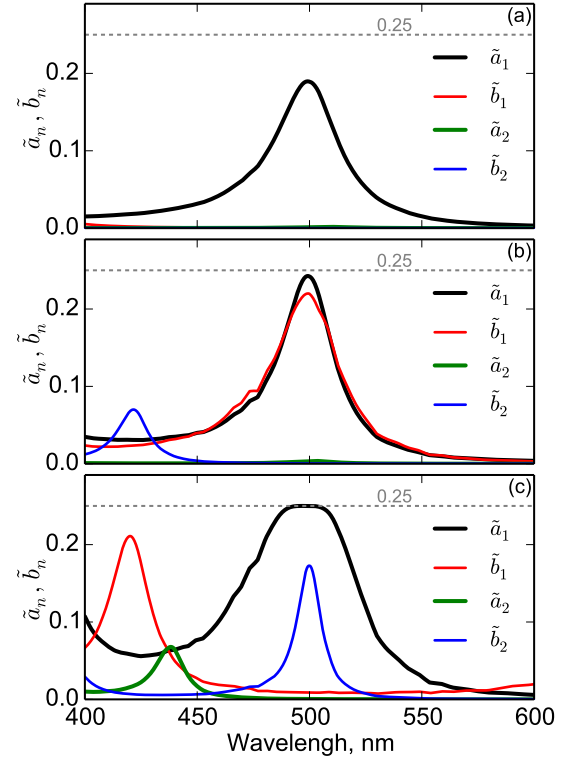 (a)
0.25
0.2
ã₁
b̃₁
ã₂
b̃₂
0.1
0.0
ãₙ, b̃ₙ
(b)
0.25
0.2
ã₁
b̃₁
ã₂
b̃₂
0.1
0.0
ãₙ, b̃ₙ
(c)
0.25
0.2
ã₁
b̃₁
ã₂
b̃₂
0.1
0.0
ãₙ, b̃ₙ
400 450 500 550 600
Wavelengh, nm